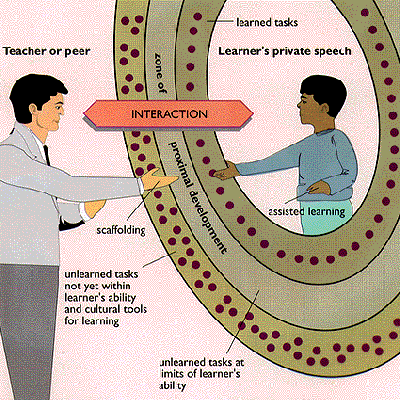 learned tasks
Teacher or peer
Learner's private speech
zone of
INTERACTION
proximal development
assisted learning
scaffolding
unlearned tasks
not yet within
learner's ability
and cultural tools
for learning
unlearned tasks at
limits of learner's
ability